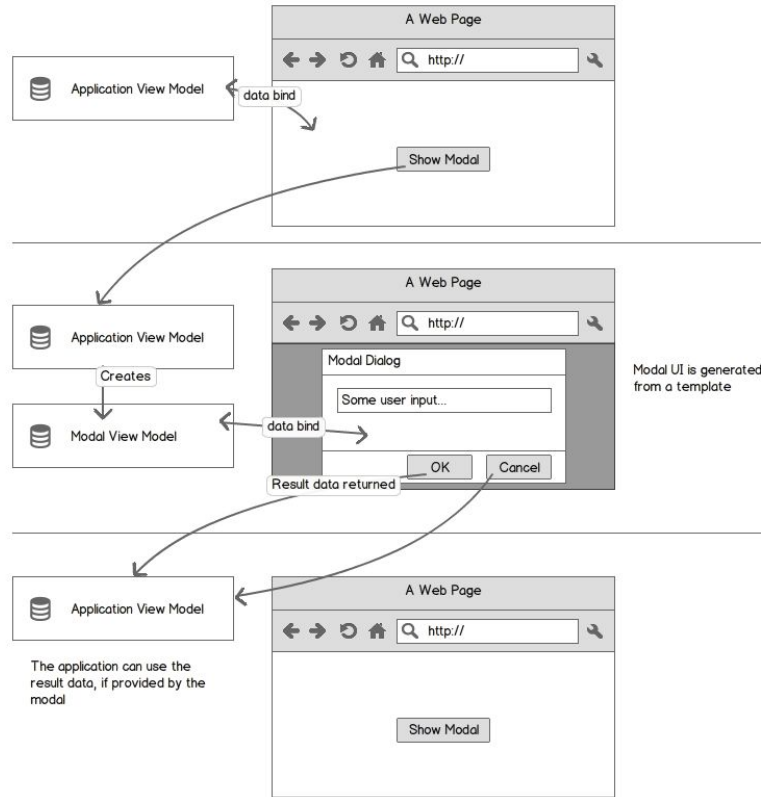 A Web Page
http://
Application View Model
data bind
Show Modal
A Web Page
http://
Application View Model
Creates
Modal View Model
data bind
Modal Dialog
Some user input...
OK
Cancel
Modal UI is generated
from a template
Result data returned
Application View Model
The application can use the
result data, if provided by the
modal
A Web Page
http://
Show Modal